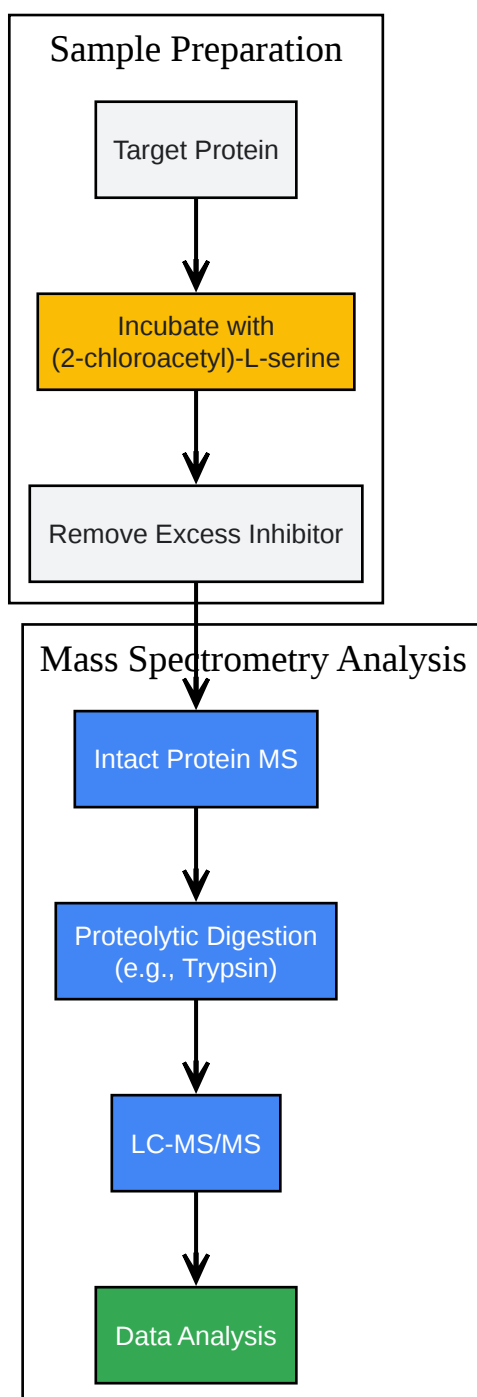 Sample Preparation
Target Protein
Incubate with
(2-chloroacetyl)-L-serine
Remove Excess Inhibitor
Mass Spectrometry Analysis
Intact Protein MS
Proteolytic Digestion
(e.g., Trypsin)
LC-MS/MS
Data Analysis